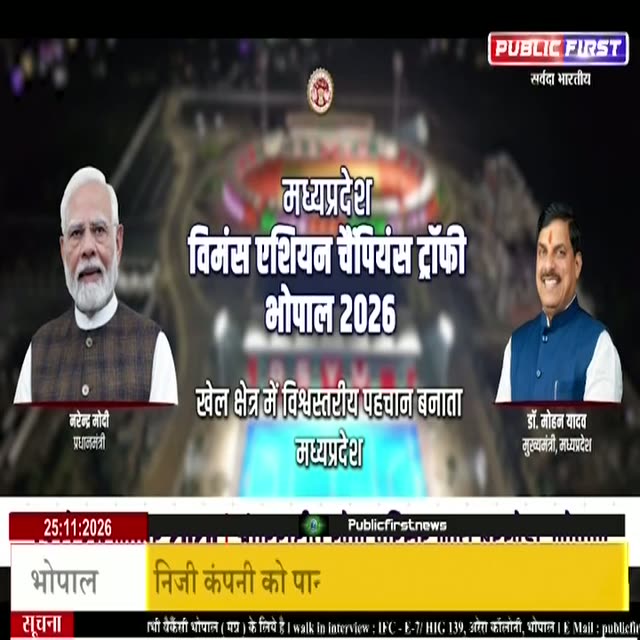 PUBLIC FIRST
सर्वदा भारतीय
मध्यप्रदेश
विमंस एशियन चैंपियंस ट्रॉफी
भोपाल 2026
खेल क्षेत्र में विश्वस्तरीय पहचान बनाता
मध्यप्रदेश
नरेन्द्र मोदी
प्रधानमंत्री
डॉ. मोहन यादव
मुख्यमंत्री, मध्यप्रदेश
25:11:2026
Publicfirstnews
भोपाल
निजी कंपनी को पान
सूचना
वैकैंसी भोपाल ( मप्र ) के लिये है । walk in interview : IFC - E-7/ HIG 139, अरेरा कॉलोनी, भोपाल | E Mail : publicfi